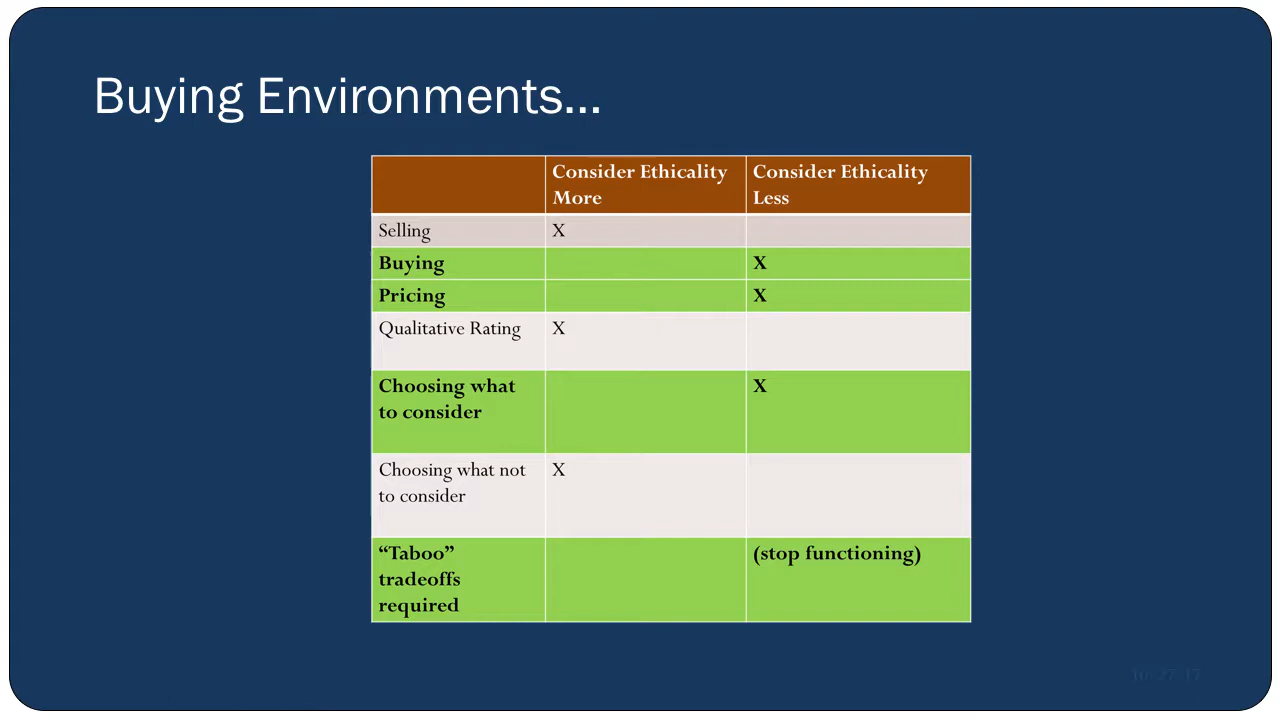 Buying Environments...
Consider Ethicality More
Consider Ethicality Less
Selling X
Buying X
Pricing X
Qualitative Rating X
Choosing what to consider X
Choosing what not to consider X
“Taboo” tradeoffs required (stop functioning)